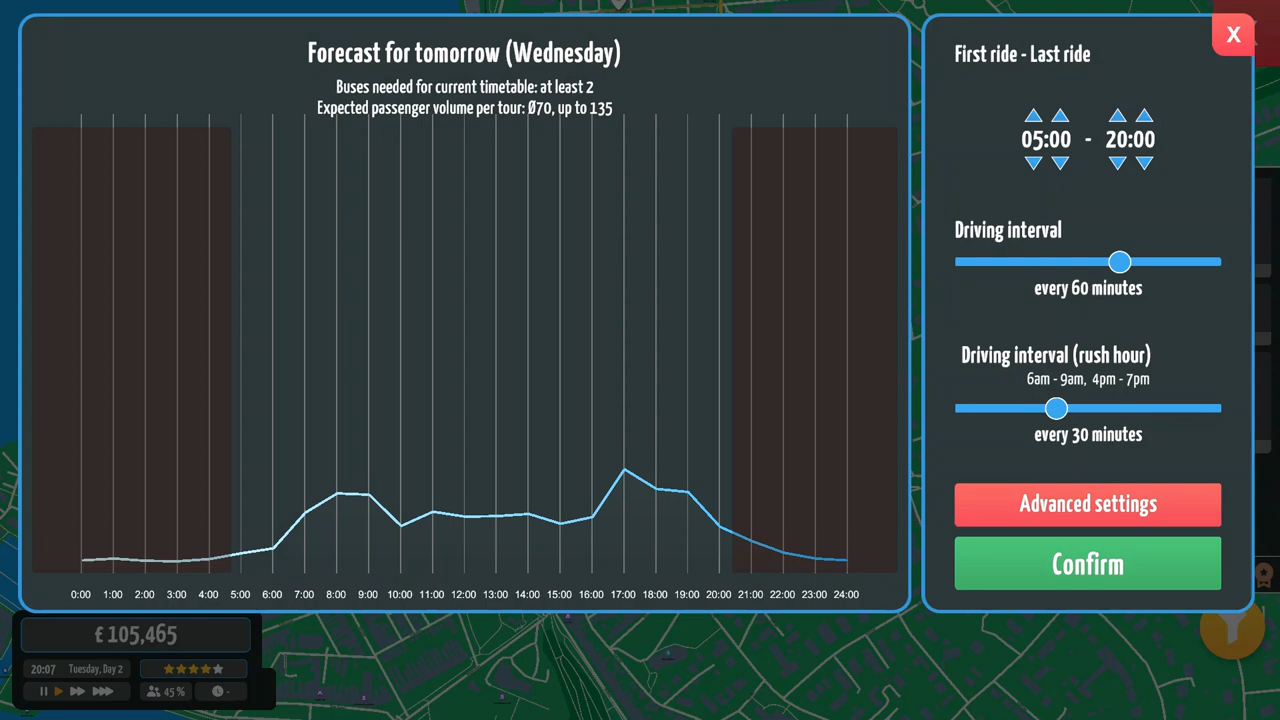 Forecast for tomorrow (Wednesday)
Buses needed for current timetable: at least 2
Expected passenger volume per tour: Ø70, up to 135
0:00 1:00 2:00 3:00 4:00 5:00 6:00 7:00 8:00 9:00 10:00 11:00 12:00 13:00 14:00 15:00 16:00 17:00 18:00 19:00 20:00 21:00 22:00 23:00 24:00
X
First ride - Last ride
05:00 - 20:00
Driving interval
every 60 minutes
Driving interval (rush hour)
6am - 9am, 4pm - 7pm
every 30 minutes
Advanced settings
Confirm
£ 105,465
20:07 Tuesday, Day 2
45 % -